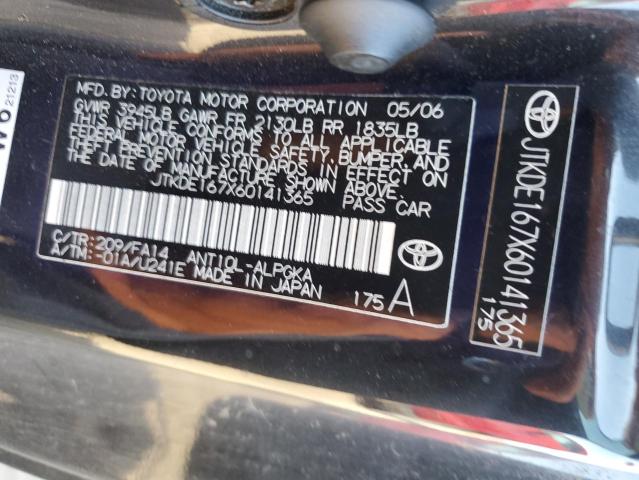 MFD. BY: TOYOTA MOTOR CORPORATION 05/06
GVWR 3945LB GAWR FR 2130LB RR 1835LB
THIS VEHICLE CONFORMS TO ALL APPLICABLE
FEDERAL MOTOR VEHICLE SAFETY, BUMPER, AND
THEFT PREVENTION STANDARDS IN EFFECT ON
THE DATE OF MANUFACTURE SHOWN ABOVE.
JTKDE167X60141365 PASS CAR
C/TR: 209/FA14 ANT10L-ALPGKA
A/TM: -01A/U241E MADE IN JAPAN
175 A
JTKDE167X60141365
175
21213